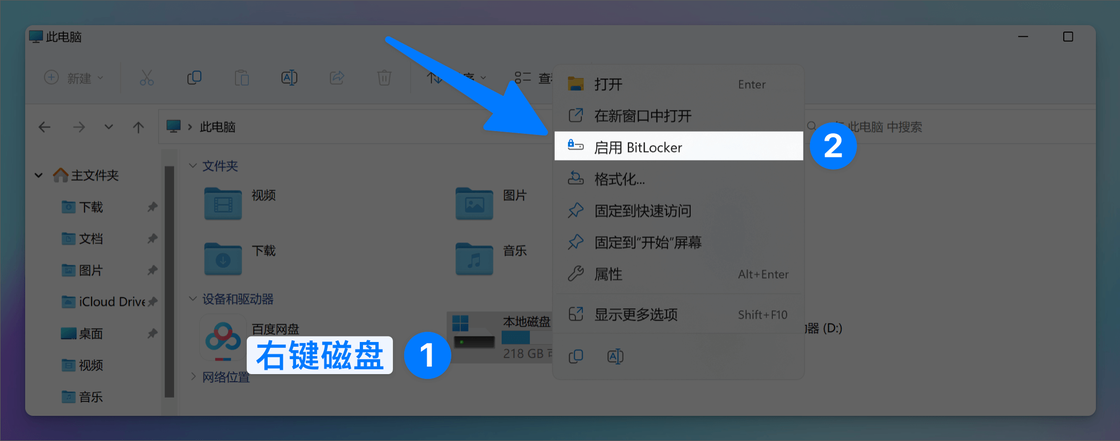 此电脑
新建
序
查
此电脑
此电脑 中搜索
主文件夹
下载
文档
图片
iCloud Drive
桌面
视频
音乐
文件夹
视频
图片
下载
音乐
设备和驱动器
百度网盘
本地磁盘
218 GB 可
器 (D:)
网络位置
右键磁盘
1
打开 Enter
在新窗口中打开
启用 BitLocker
2
格式化...
固定到快速访问
固定到"开始"屏幕
属性 Alt+Enter
显示更多选项 Shift+F10